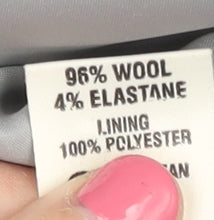 96% WOOL
4% ELASTANE
LINING
100% POLYESTER